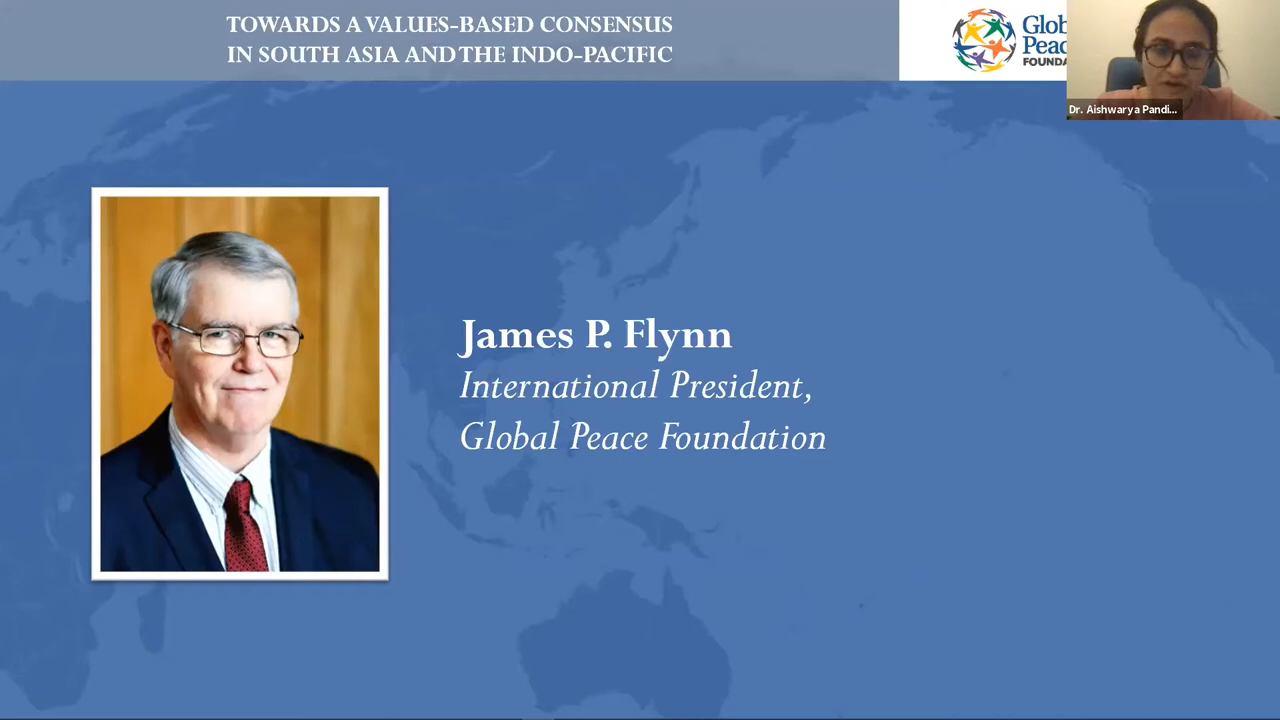 TOWARDS A VALUES-BASED CONSENSUS
IN SOUTH ASIA AND THE INDO-PACIFIC
Dr. Aishwarya Pandi...
James P. Flynn
International President,
Global Peace Foundation